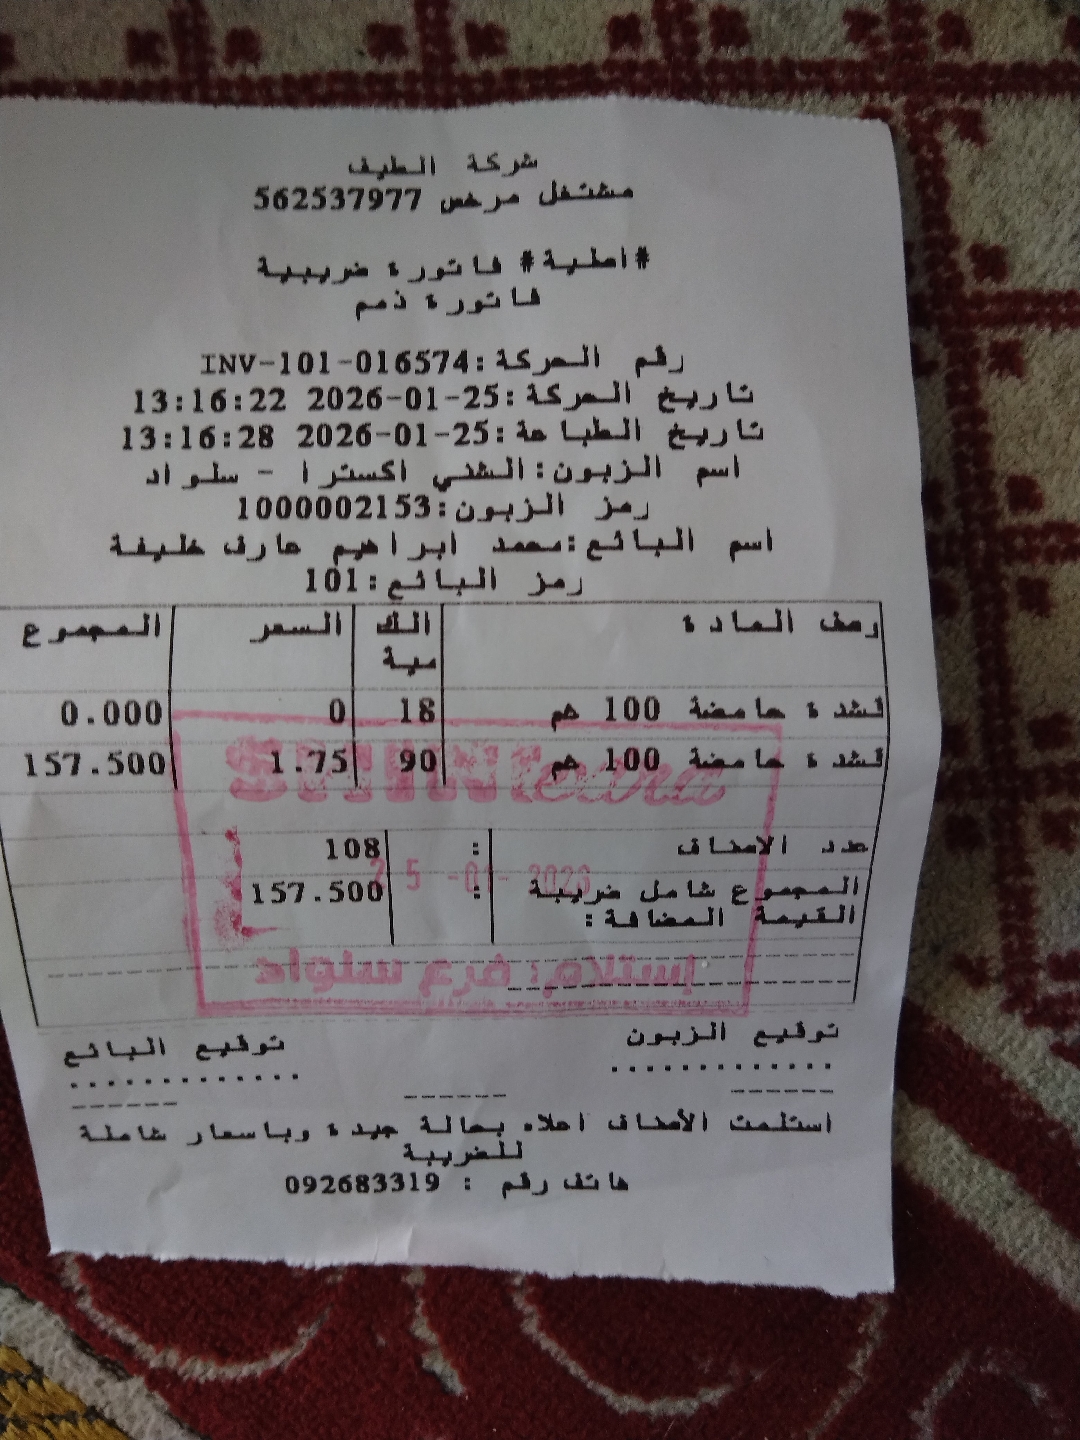 شركة الطيف
مشتغل مرخص 562537977
#اصلية# فاتورة ضريبية
فاتورة ذمم
رقم الحركة:INV-101-016574
تاريخ الحركة:2026-01-25 13:16:22
تاريخ الطباعة:2026-01-25 13:16:28
اسم الزبون:الشني اكسترا - سلواد
رمز الزبون:1000002153
اسم البائع:محمد ابراهيم عارف خليفة
رمز البائع:101
وصف المادة الكمية السعر المجموع
لشدة حامضة 100 غم 18 0 0.000
لشدة حامضة 100 غم 90 1.75 157.500
عدد الاصناف : 108
المجموع شامل ضريبة : 157.500
القيمة المضافة:
25 -01- 2026
إستلام: فرع سلواد
توقيع الزبون توقيع البائع
استلمت الأصناف اعلاه بحالة جيدة وباسعار شاملة
للضريبة
هاتف رقم : 092683319